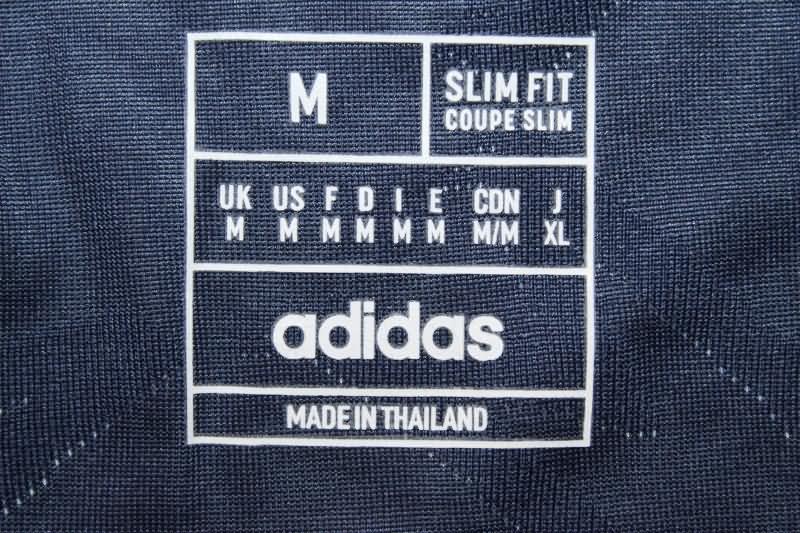 M
SLIM FIT
COUPE SLIM
UK US F D I E CDN J
M M M M M M M/M XL
adidas
MADE IN THAILAND